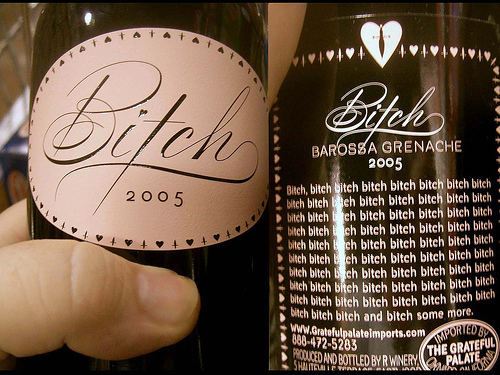 Bitch
2005
Bitch
BAROSSA GRENACHE
2005
Bitch, bitch bitch bitch bitch bitch bitch bitch
bitch bitch bitch bitch bitch bitch bitch bitch
bitch bitch bitch bitch bitch bitch bitch bitch
bitch bitch bitch bitch bitch bitch bitch bitch
bitch bitch bitch bitch bitch bitch bitch bitch
bitch bitch bitch bitch bitch bitch bitch bitch
bitch bitch bitch bitch bitch bitch bitch bitch
bitch bitch bitch bitch bitch bitch bitch bitch
bitch bitch bitch bitch bitch bitch bitch bitch
bitch bitch bitch and bitch some more.
www.Gratefulpalateimports.com
888-472-5283
PRODUCED AND BOTTLED BY R WINERY,
IMPORTED BY
THE GRATEFUL
PALATE